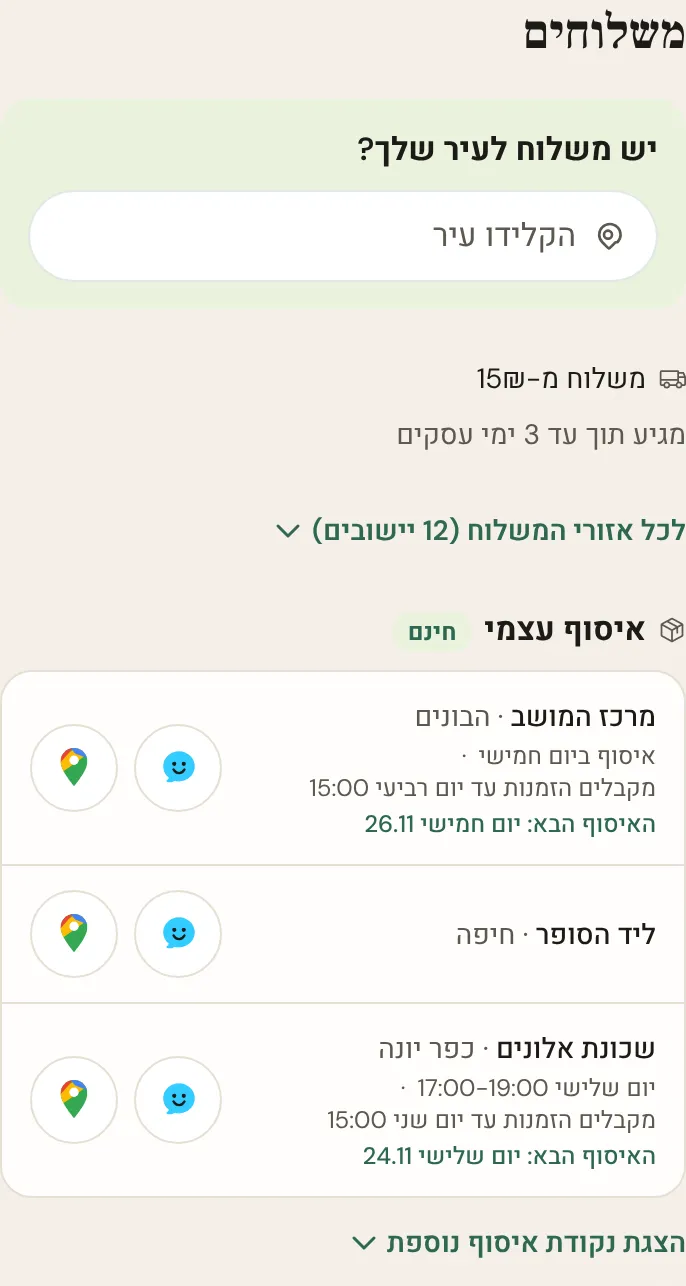 משלוחים
יש משלוח לעיר שלך?
הקלידו עיר
משלוח מ-₪15
מגיע תוך עד 3 ימי עסקים
לכל אזורי המשלוח (12 יישובים)
איסוף עצמי חינם
מרכז המושב · הבונים
איסוף ביום חמישי ·
מקבלים הזמנות עד יום רביעי 15:00
האיסוף הבא: יום חמישי 26.11
ליד הסופר · חיפה
שכונת אלונים · כפר יונה
יום שלישי 17:00-19:00 ·
מקבלים הזמנות עד יום שני 15:00
האיסוף הבא: יום שלישי 24.11
הצגת נקודת איסוף נוספת